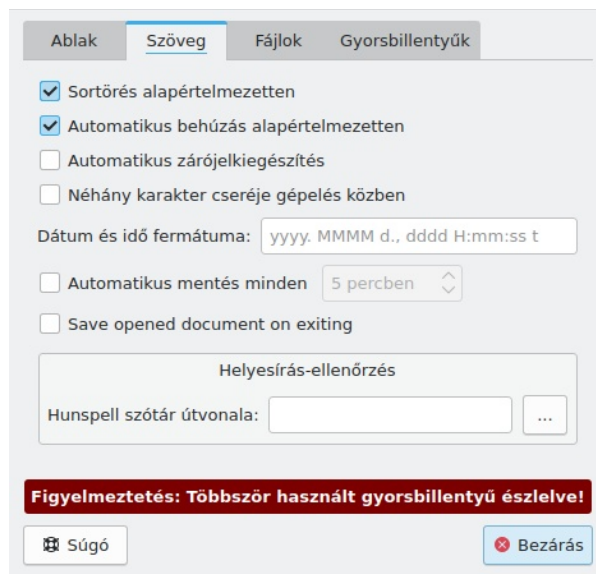 Ablak Szöveg Fájlok Gyorsbillentyűk
Sortörés alapértelmezetten
Automatikus behúzás alapértelmezetten
Automatikus zárójelkiegészítés
Néhány karakter cseréje gépelés közben
Dátum és idő fermátuma: yyyy. MMMM d., dddd H:mm:ss t
Automatikus mentés minden 5 percben
Save opened document on exiting
Helyesírás-ellenőrzés
Hunspell szótár útvonala: ...
Figyelmeztetés: Többször használt gyorsbillentyű észlelve!
Súgó Bezárás